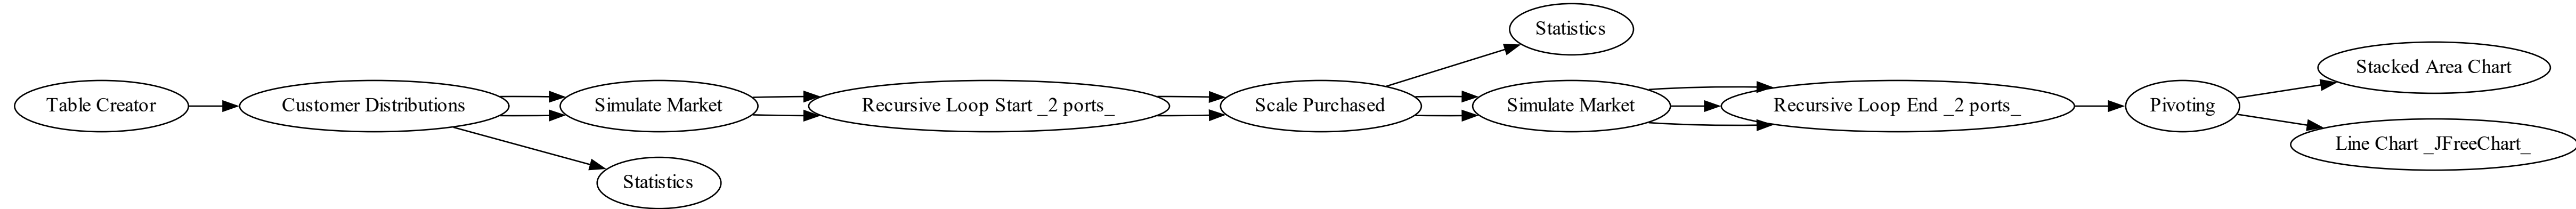 Table Creator
Customer Distributions
Simulate Market
Statistics
Recursive Loop Start _2 ports_
Scale Purchased
Statistics
Simulate Market
Recursive Loop End _2 ports_
Pivoting
Stacked Area Chart
Line Chart _JFreeChart_